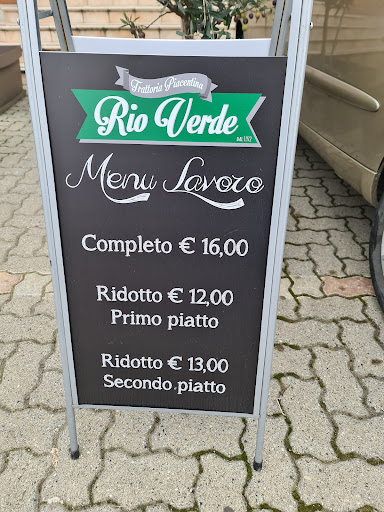 Trattoria Piacentina
Rio Verde
Menu Lavoro
Completo € 16,00
Ridotto € 12,00
Primo piatto
Ridotto € 13,00
Secondo piatto